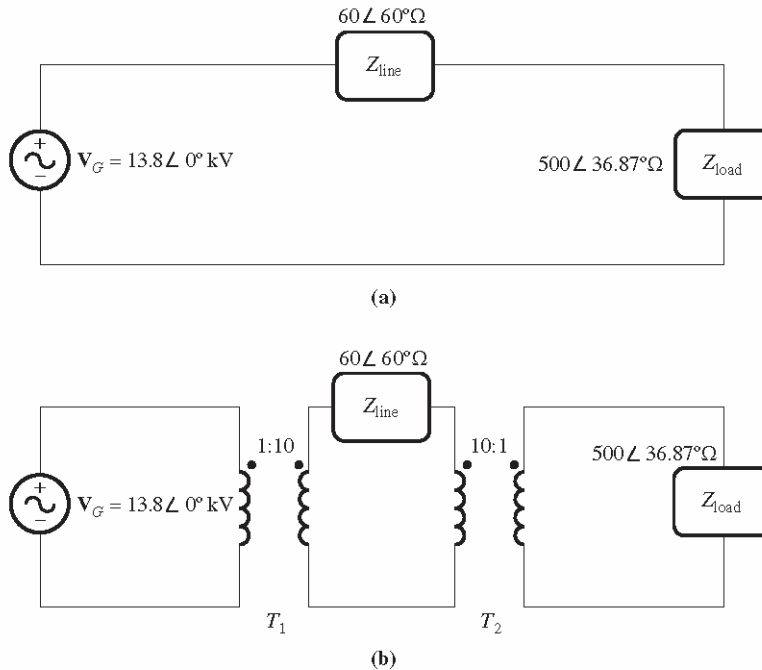 60∠60°Ω
Z_line
+
V_G = 13.8∠0° kV
−
500∠36.87°Ω
Z_load
(a)
60∠60°Ω
Z_line
1:10
10:1
500∠36.87°Ω
+
V_G = 13.8∠0° kV
−
Z_load
T_1
T_2
(b)